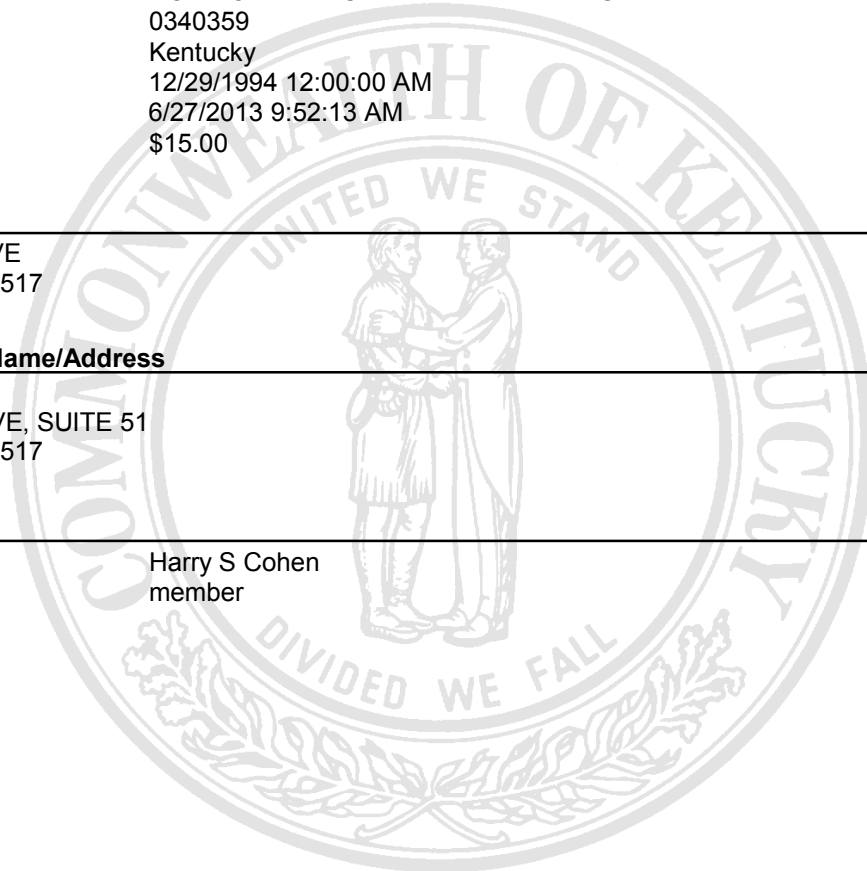 0340359
Kentucky
12/29/1994 12:00:00 AM
6/27/2013 9:52:13 AM
$15.00
VE
517
Name/Address
VE, SUITE 51
517
Harry S Cohen
member
COMMONWEALTH OF KENTUCKY
UNITED WE STAND
DIVIDED WE FALL